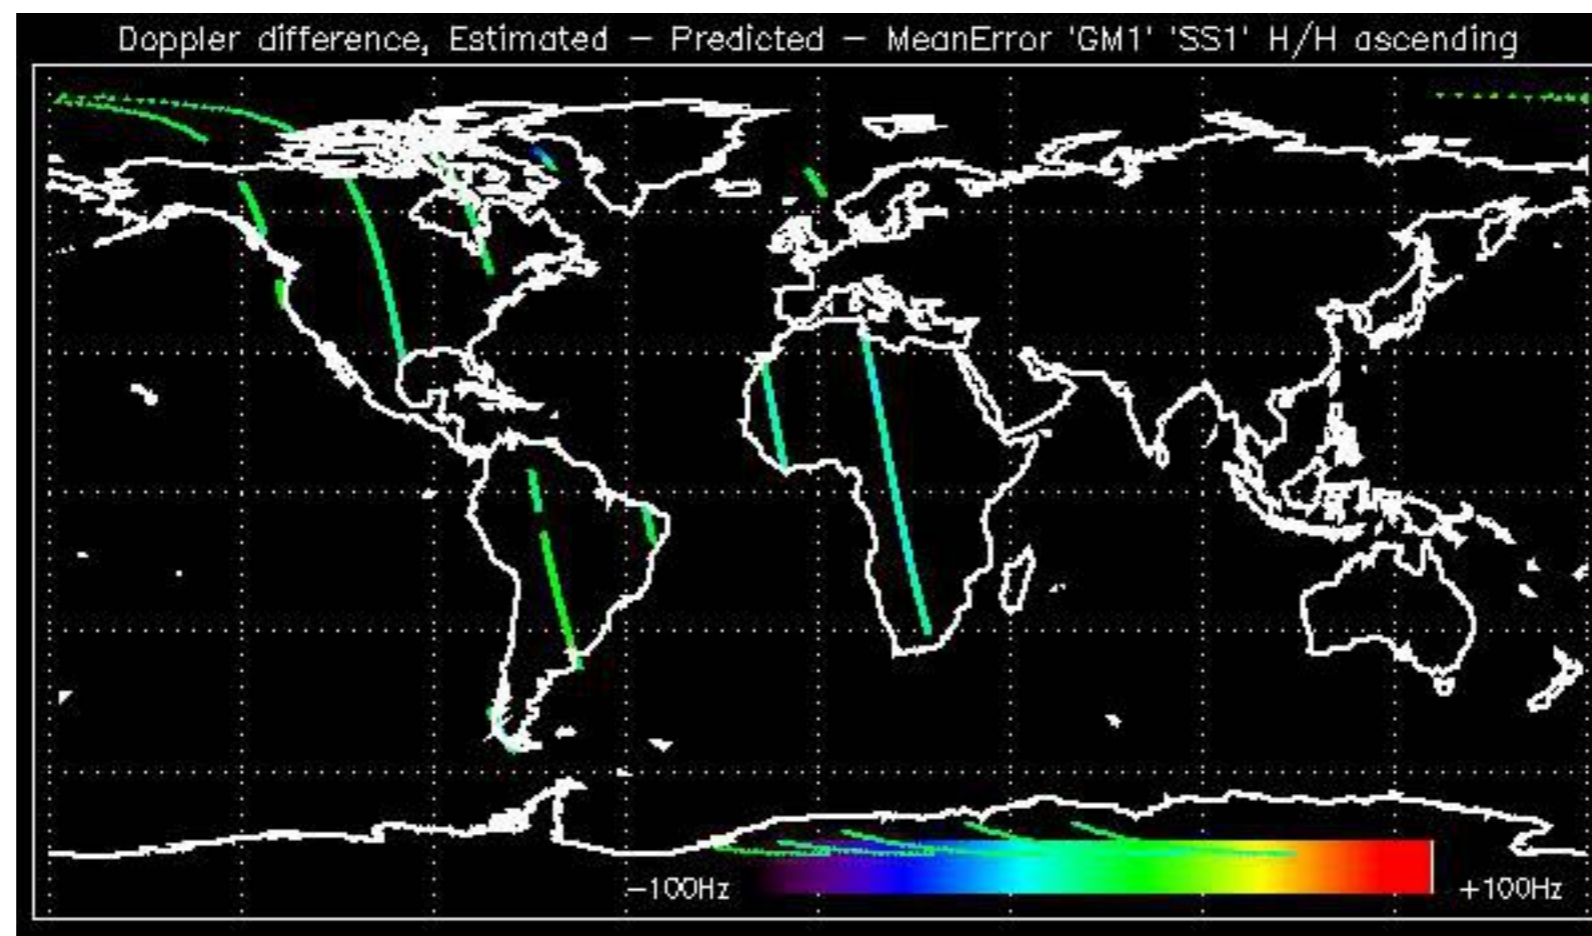 Doppler difference, Estimated - Predicted - MeanError 'GM1' 'SS1' H/H ascending
-100Hz
+100Hz